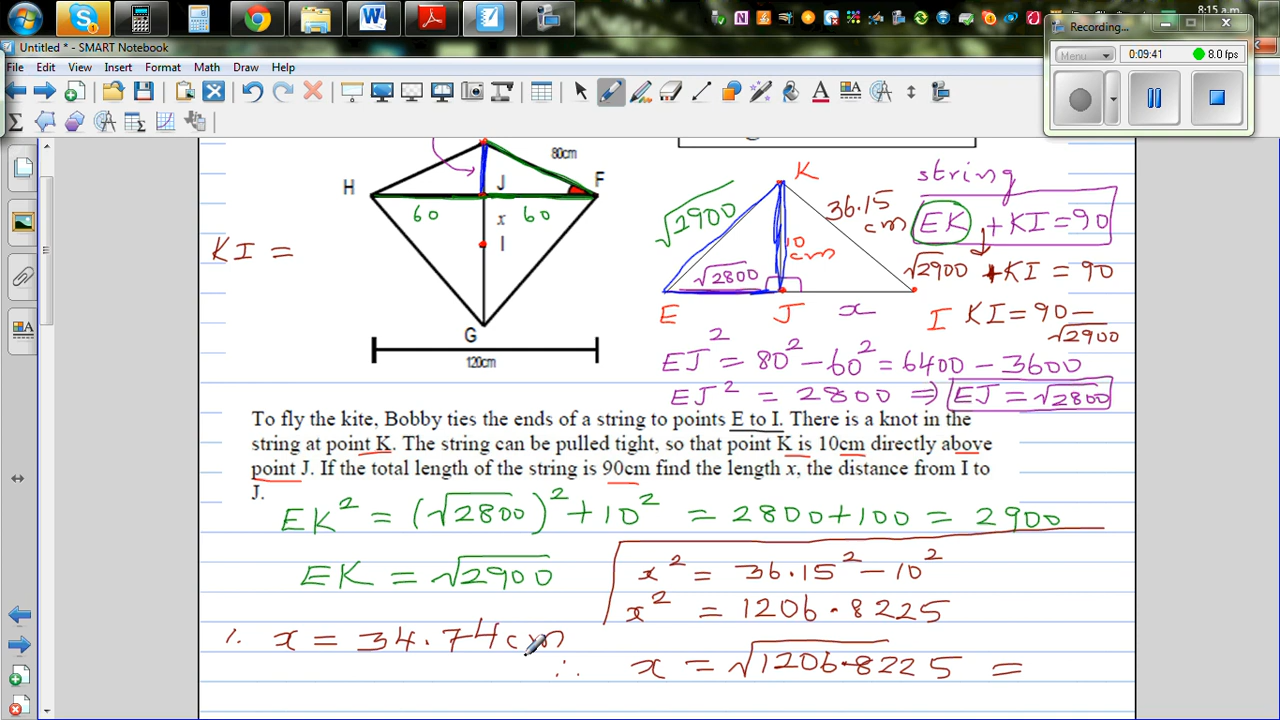 8:15 a.m.
Untitled * - SMART Notebook
File Edit View Insert Format Math Draw Help
Recording...
Menu
0:09:41
8.0 fps
80cm
H
J
F
60
60
x
I
G
120cm
KI =
K
string
√2900
36.15
cm
EK + KI = 90
10
cm
√2800
√2900 + KI = 90
E
J
x
I
KI = 90 −
√2900
EJ² = 80² − 60² = 6400 − 3600
EJ² = 2800 ⇒ EJ = √2800
To fly the kite, Bobby ties the ends of a string to points E to I. There is a knot in the
string at point K. The string can be pulled tight, so that point K is 10cm directly above
point J. If the total length of the string is 90cm find the length x, the distance from I to
J.
EK² = (√2800)² + 10² = 2800 + 100 = 2900
EK = √2900
x² = 36.15² − 10²
x² = 1206.8225
∴ x = 34.74 cm
∴ x = √1206.8225 =